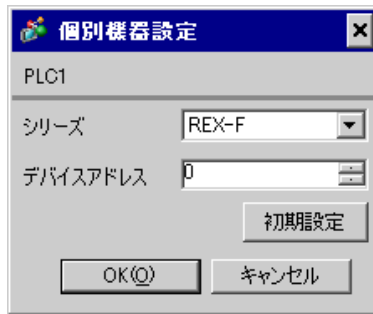 個別機器設定
PLC1
シリーズ REX-F
デバイスアドレス 0
初期設定
OK(O) キャンセル